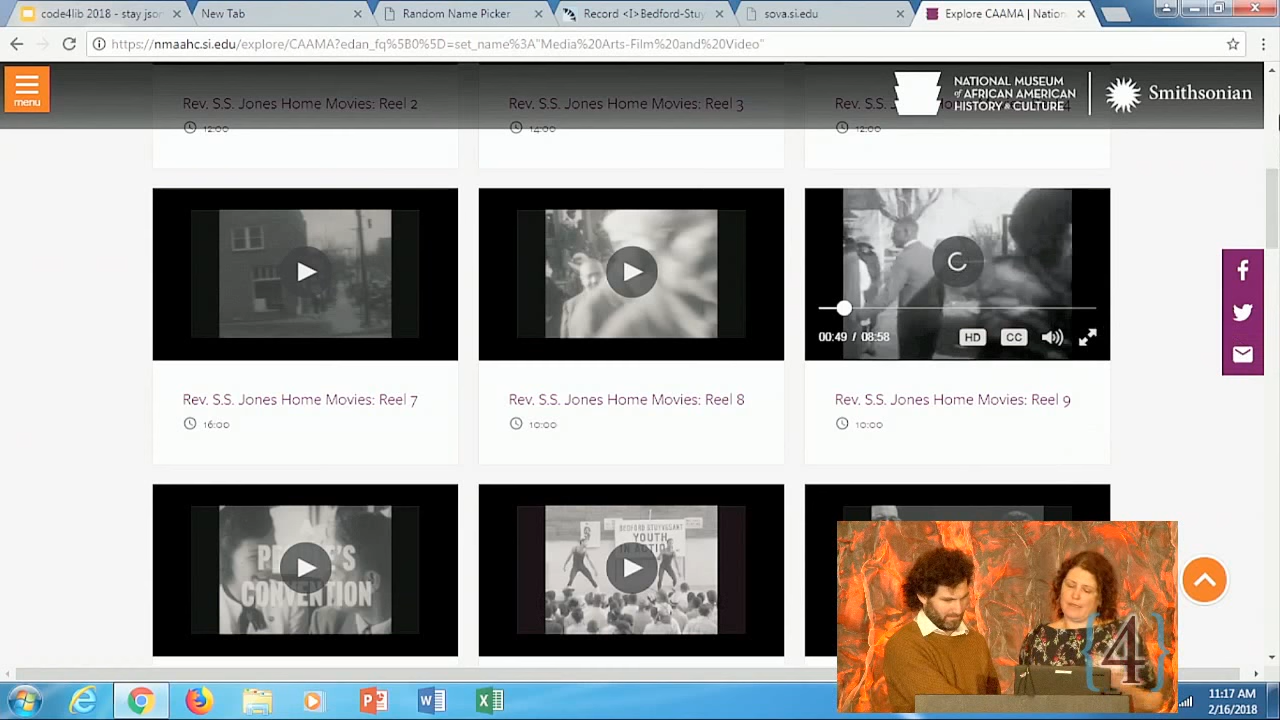 code4lib 2018 - stay json
New Tab
Random Name Picker
Record <I>Bedford-Stuy
sova.si.edu
Explore CAAMA | Nation
https://nmaahc.si.edu/explore/CAAMA?edan_fq%5B0%5D=set_name%3A"Media%20Arts-Film%20and%20Video"
menu
NATIONAL MUSEUM
of AFRICAN AMERICAN
HISTORY & CULTURE
Smithsonian
Rev. S.S. Jones Home Movies: Reel 2
Rev. S.S. Jones Home Movies: Reel 3
Rev. S.S.
4
12:00
14:00
12:00
00:49 / 08:58
HD
CC
Rev. S.S. Jones Home Movies: Reel 7
Rev. S.S. Jones Home Movies: Reel 8
Rev. S.S. Jones Home Movies: Reel 9
16:00
10:00
10:00
CONVENTION
BEDFORD STUYVESANT
YOUTH
IN ACTION
{4}
11:17 AM
2/16/2018